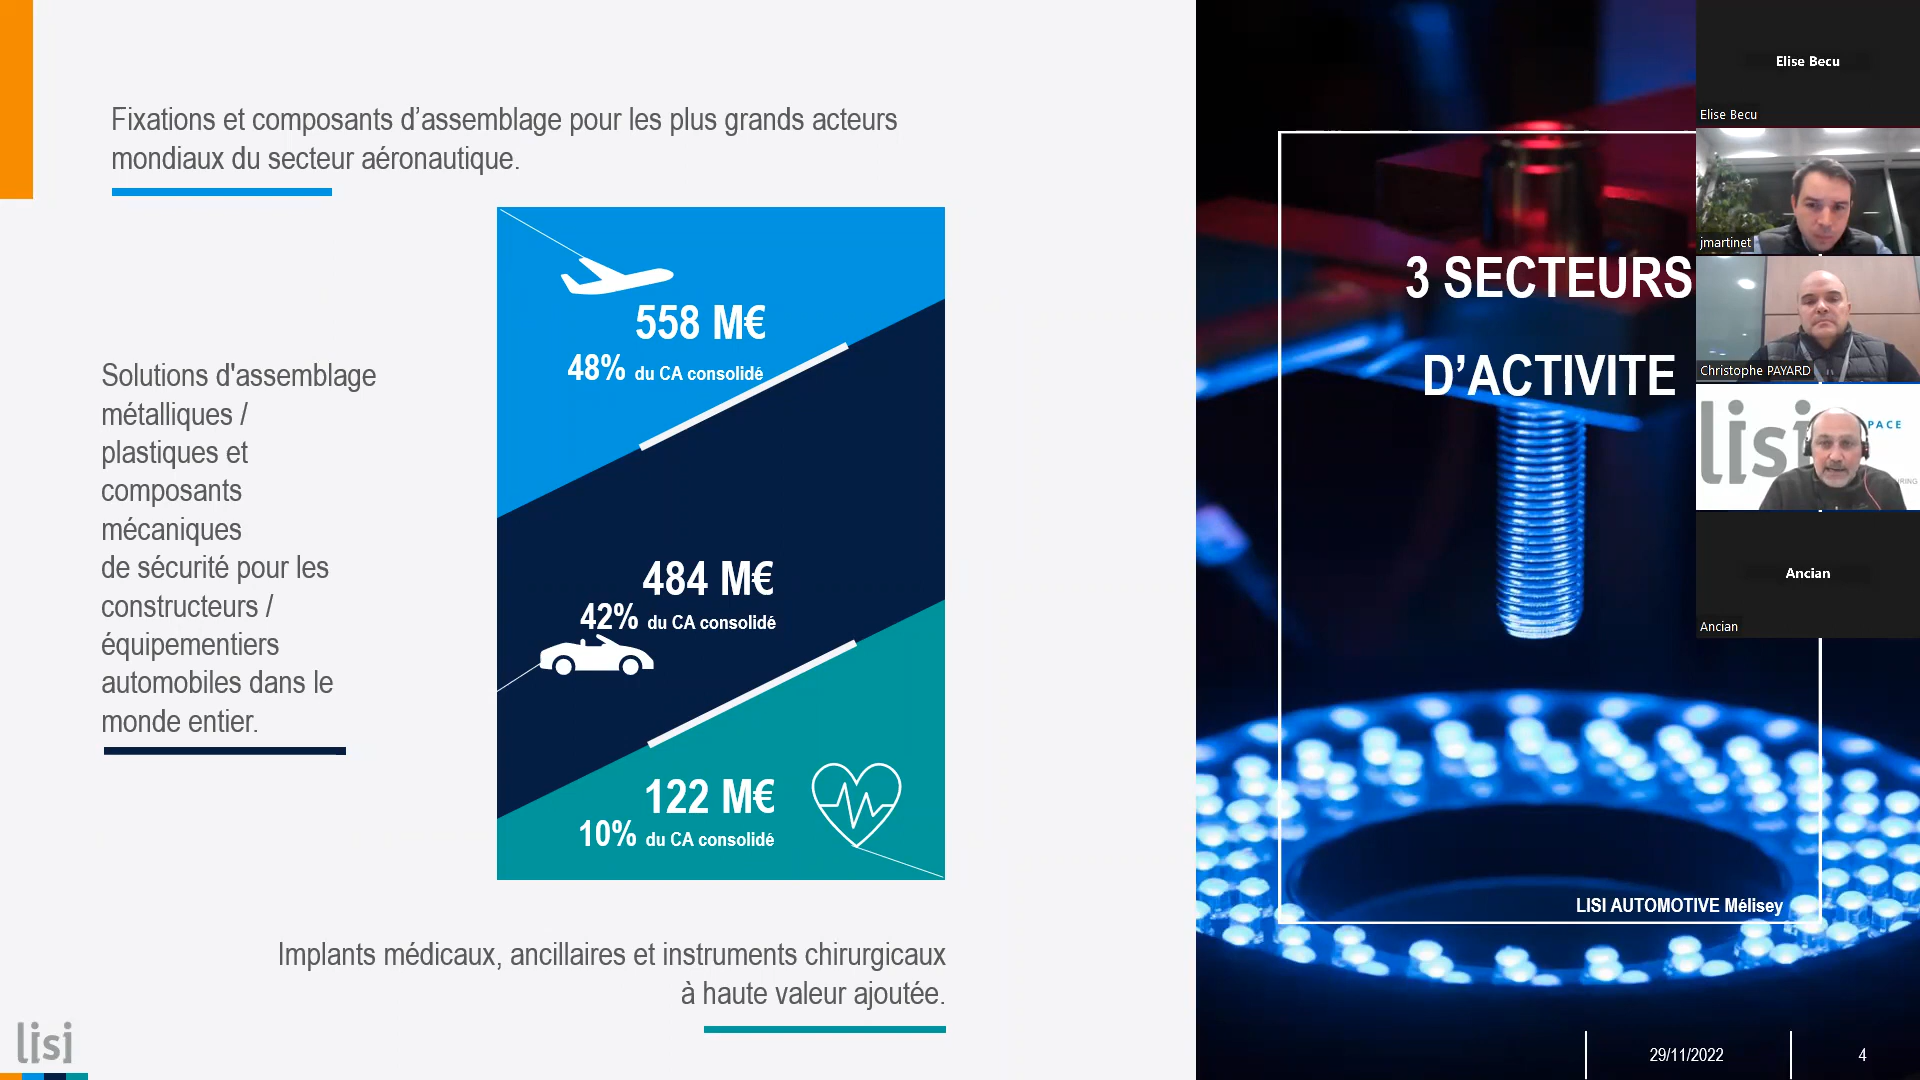 Fixations et composants d’assemblage pour les plus grands acteurs
mondiaux du secteur aéronautique.
558 M€
48% du CA consolidé
Solutions d'assemblage
métalliques /
plastiques et
composants
mécaniques
de sécurité pour les
constructeurs /
équipementiers
automobiles dans le
monde entier.
484 M€
42% du CA consolidé
122 M€
10% du CA consolidé
Implants médicaux, ancillaires et instruments chirurgicaux
à haute valeur ajoutée.
lisi
3 SECTEURS
D’ACTIVITE
LISI AUTOMOTIVE Mélisey
29/11/2022
4
Elise Becu
Elise Becu
jmartinet
Christophe PAYARD
lisi
PACE
RING
Ancian
Ancian